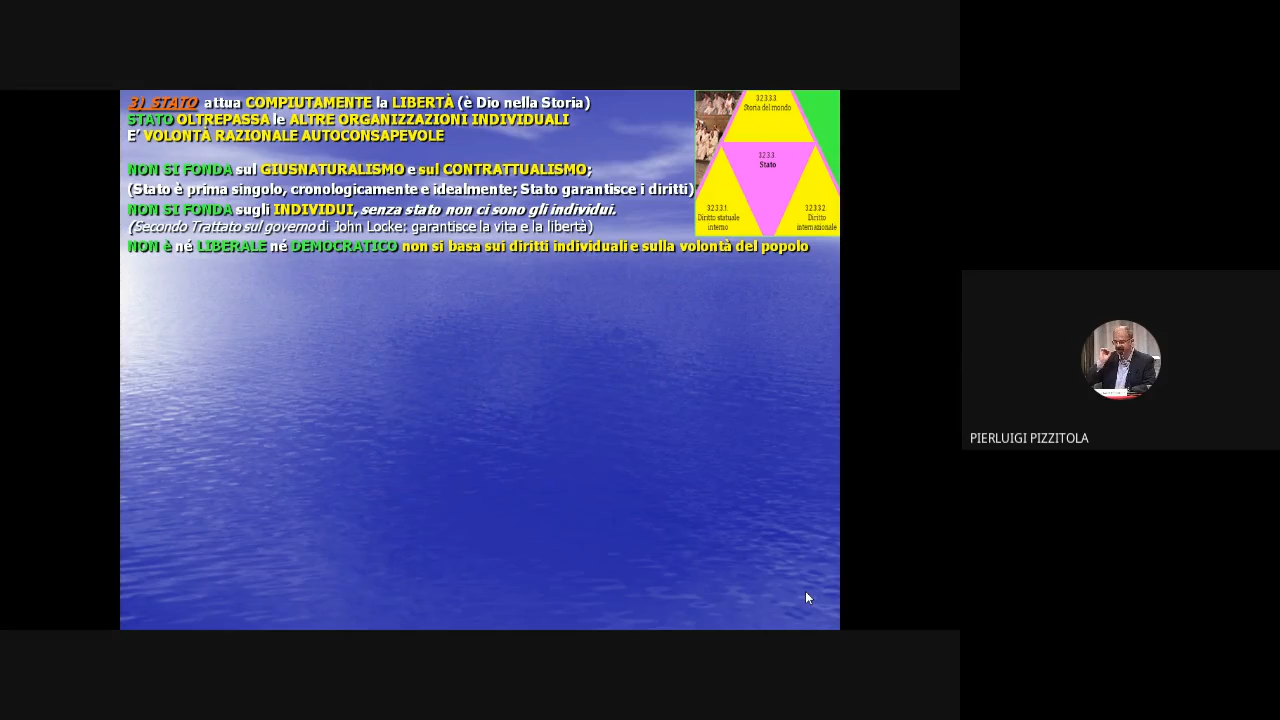 3) STATO attua COMPIUTAMENTE la LIBERTÀ (è Dio nella Storia)
STATO OLTREPASSA le ALTRE ORGANIZZAZIONI INDIVIDUALI
E' VOLONTÀ RAZIONALE AUTOCONSAPEVOLE
NON SI FONDA sul GIUSNATURALISMO e sul CONTRATTUALISMO;
(Stato è prima singolo, cronologicamente e idealmente; Stato garantisce i diritti)
NON SI FONDA sugli INDIVIDUI, senza stato non ci sono gli individui.
(Secondo Trattato sul governo di John Locke: garantisce la vita e la libertà)
NON è né LIBERALE né DEMOCRATICO non si basa sui diritti individuali e sulla volontà del popolo
3.2.3.3.3.
Storia del mondo
3.2.3.3.
Stato
3.2.3.3.1.
Diritto statuale
interno
3.2.3.3.2.
Diritto
internazionale
PIERLUIGI PIZZITOLA